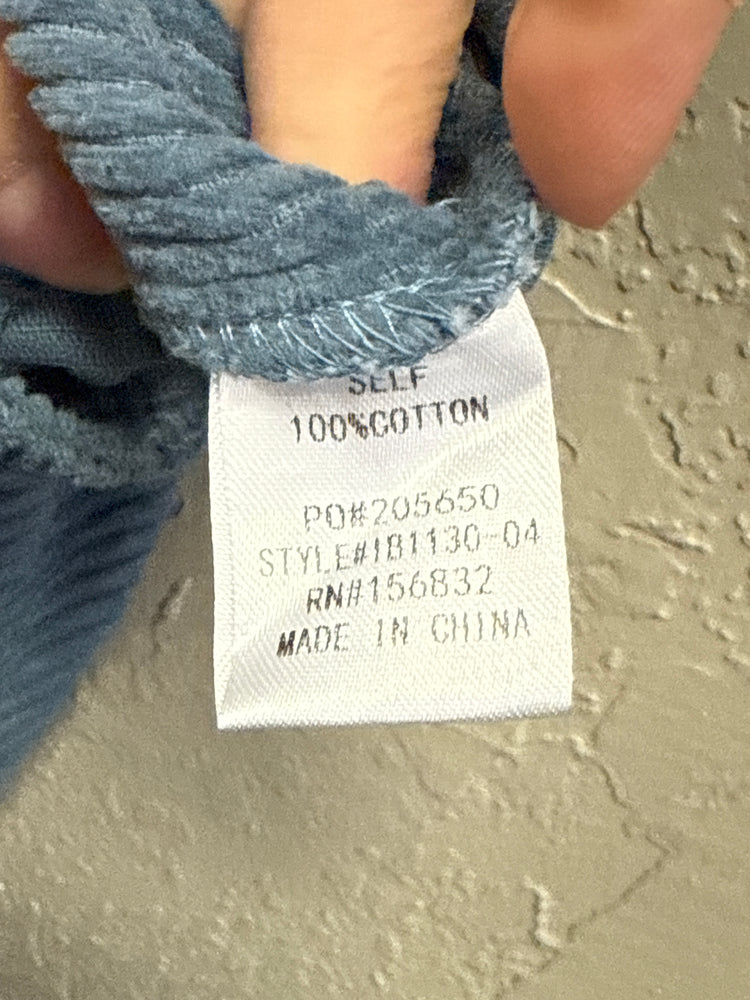 SELF
100%COTTON
PO#205650
STYLE#IB1130-04
RN#156832
MADE IN CHINA